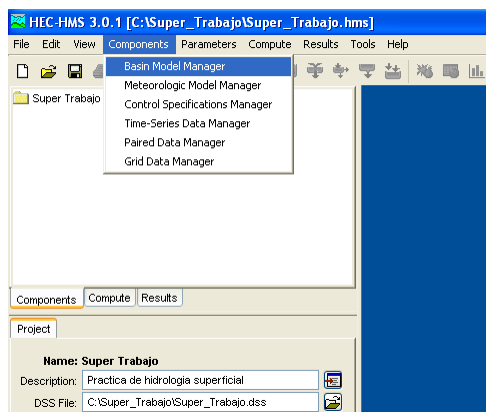 HEC-HMS 3.0.1 [C:\Super_Trabajo\Super_Trabajo.hms]
File Edit View Components Parameters Compute Results Tools Help
Basin Model Manager
Meteorologic Model Manager
Control Specifications Manager
Time-Series Data Manager
Paired Data Manager
Grid Data Manager
Super Trabajo
Components Compute Results
Project
Name: Super Trabajo
Description: Practica de hidrologia superficial
DSS File: C:\Super_Trabajo\Super_Trabajo.dss